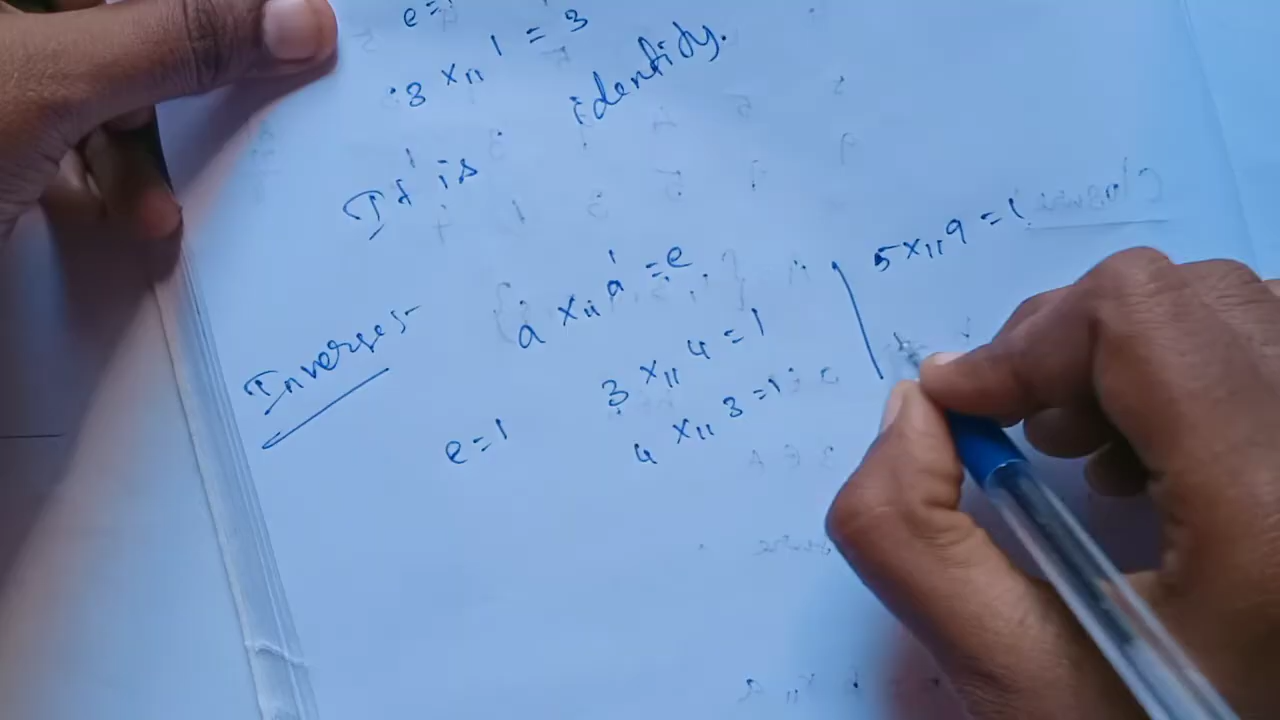 e=1
3 ×₁₁ 1 = 3
It is identity.
Inverse:-
a ×₁₁ a' = e.
3 ×₁₁ 4 = 1
e=1
4 ×₁₁ 3 = 1
5 ×₁₁ 9 = 1